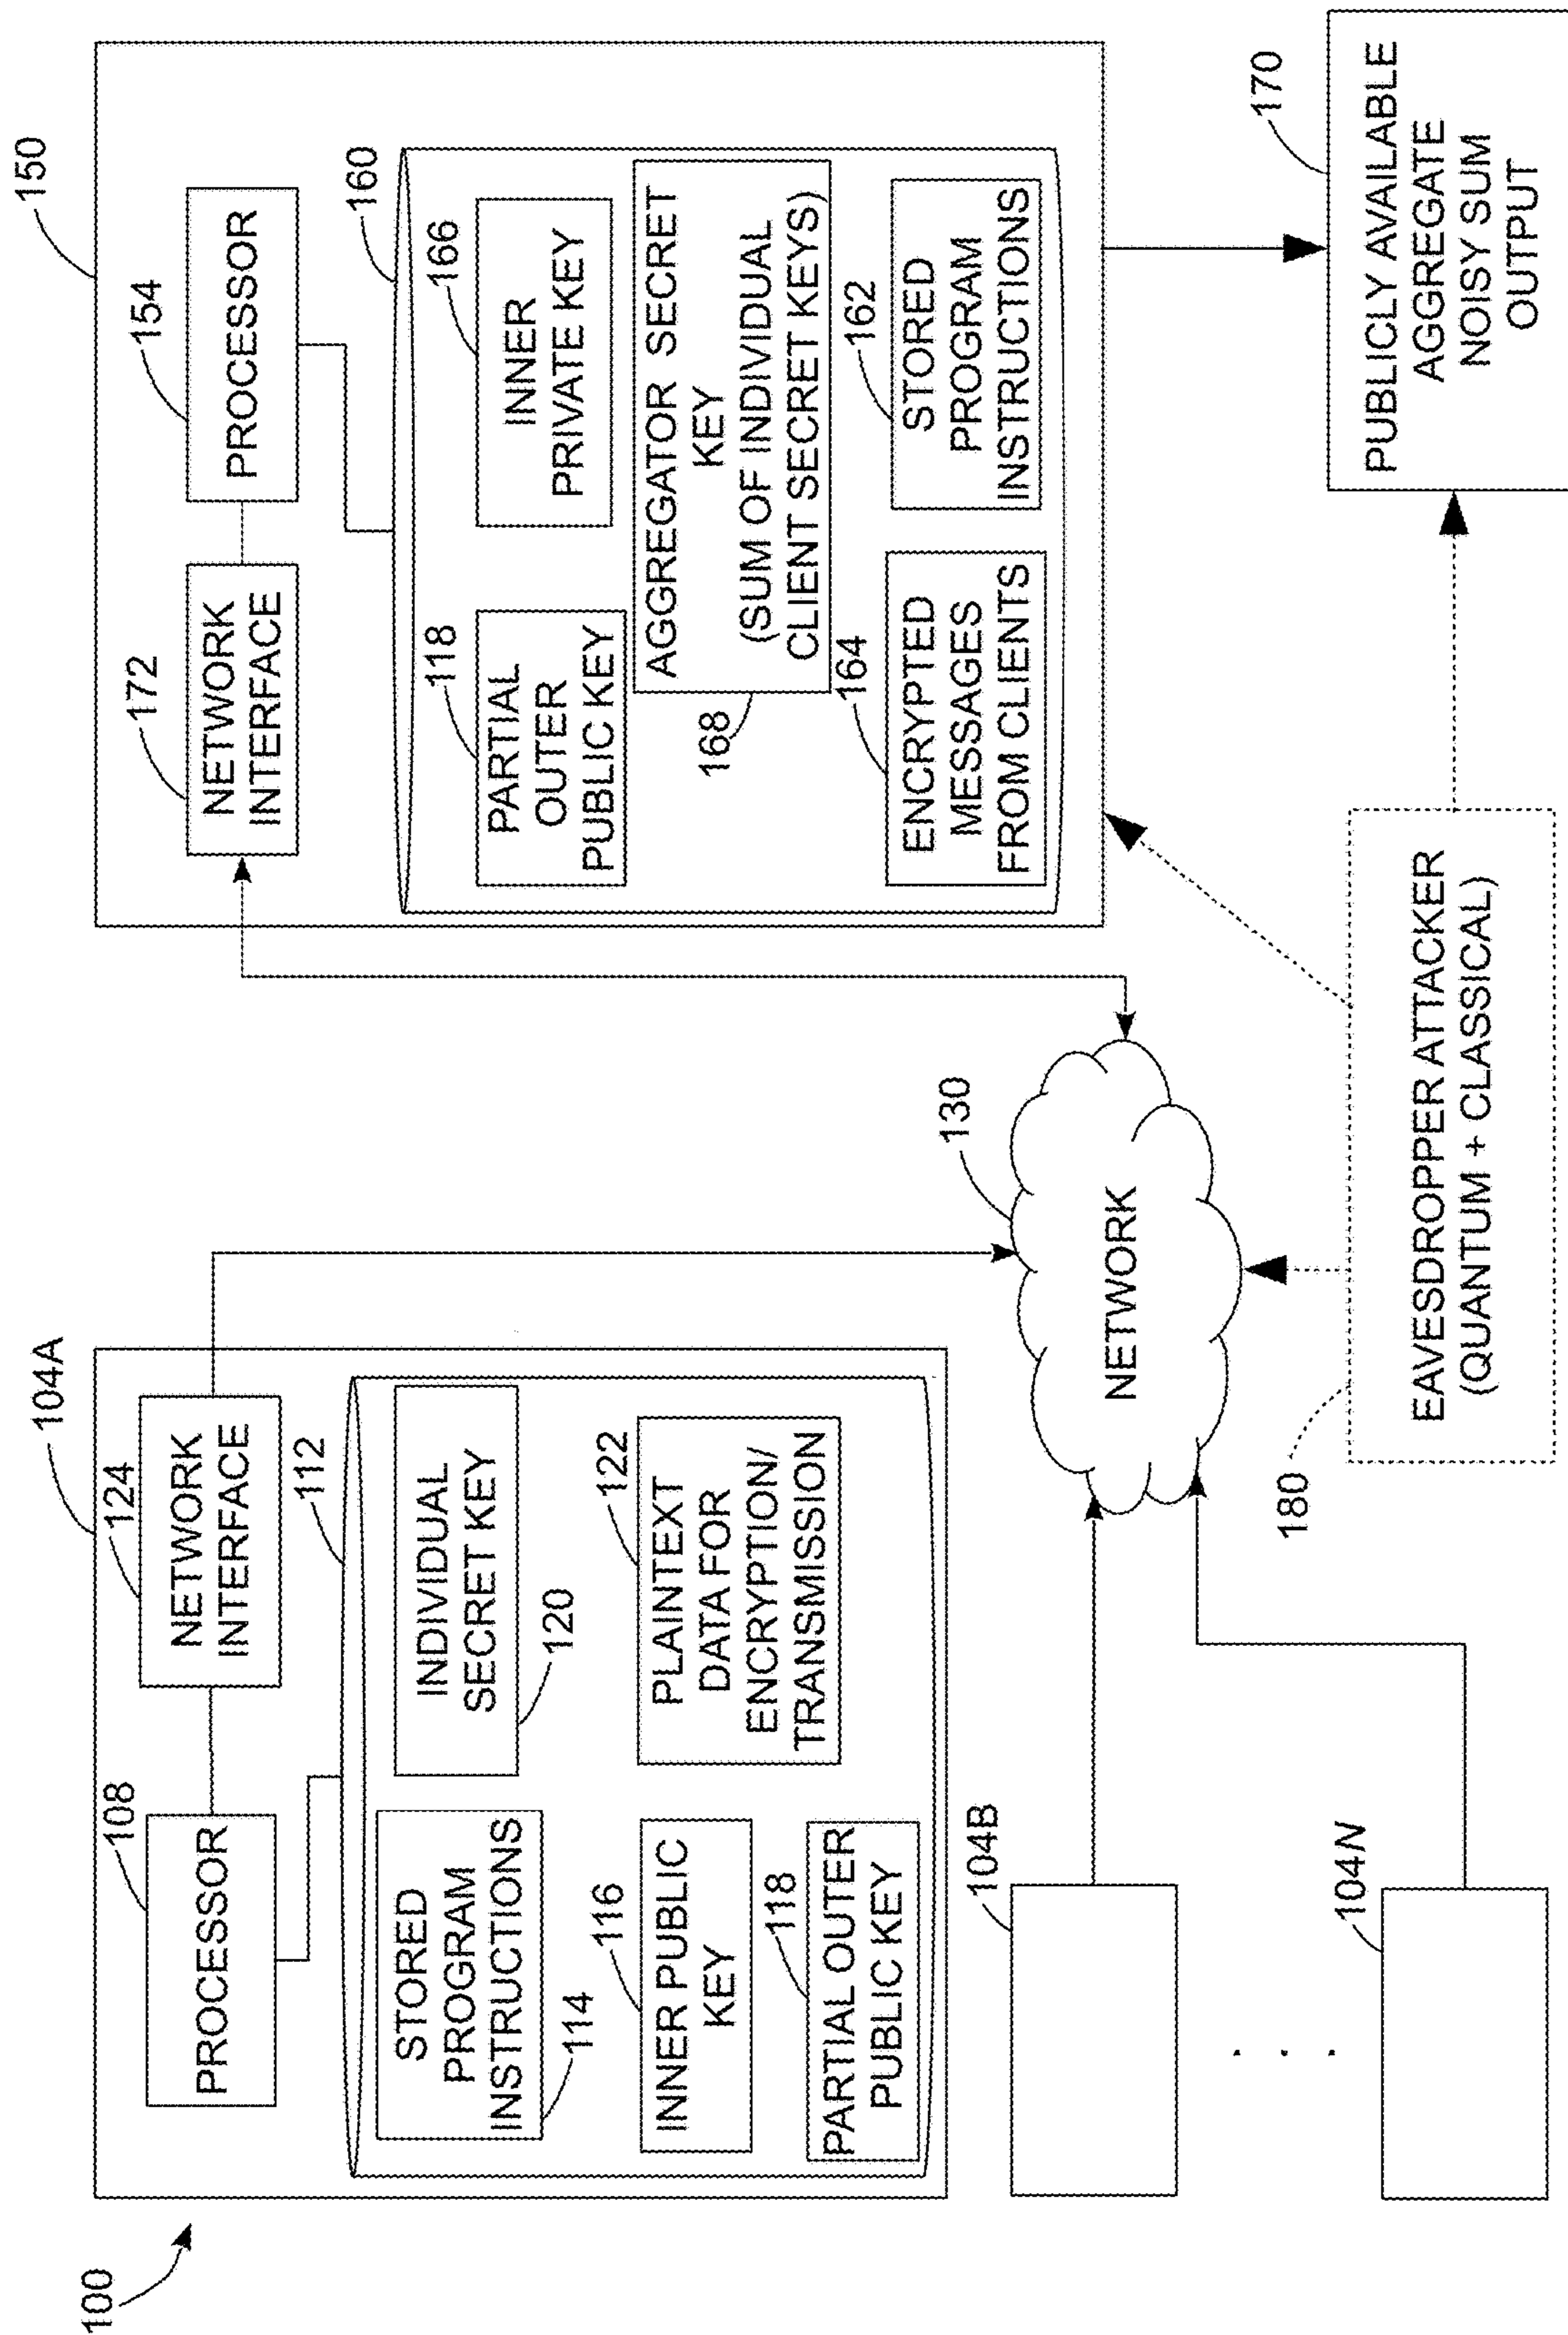 100
104A
108
PROCESSOR
124
NETWORK
INTERFACE
112
STORED
PROGRAM
INSTRUCTIONS
114
INDIVIDUAL
SECRET KEY
120
116
INNER PUBLIC
KEY
122
PLAINTEXT
DATA FOR
ENCRYPTION/
TRANSMISSION
118
PARTIAL OUTER
PUBLIC KEY
104B
. . .
104N
130
NETWORK
150
172
NETWORK
INTERFACE
154
PROCESSOR
160
118
PARTIAL
OUTER
PUBLIC KEY
166
INNER
PRIVATE KEY
AGGREGATOR SECRET
KEY
(SUM OF INDIVIDUAL
CLIENT SECRET KEYS)
168
164
ENCRYPTED
MESSAGES
FROM CLIENTS
162
STORED
PROGRAM
INSTRUCTIONS
180
EAVESDROPPER ATTACKER
(QUANTUM + CLASSICAL)
170
PUBLICLY AVAILABLE
AGGREGATE
NOISY SUM
OUTPUT